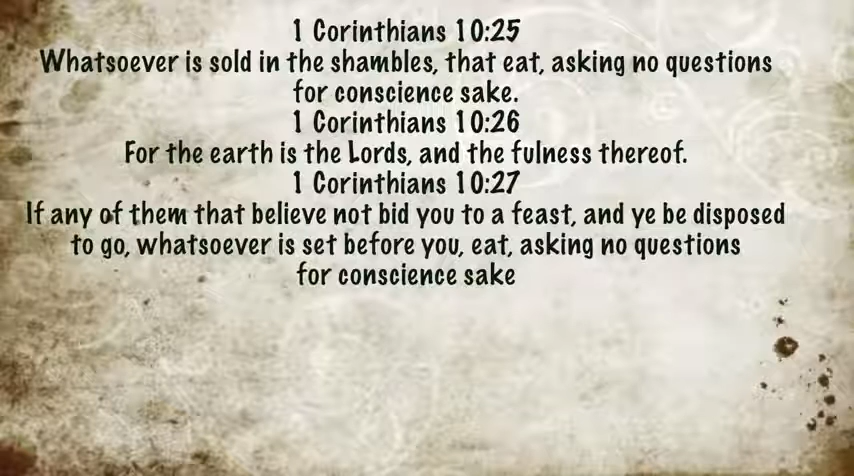 1 Corinthians 10:25
Whatsoever is sold in the shambles, that eat, asking no questions
for conscience sake.
1 Corinthians 10:26
For the earth is the Lords, and the fulness thereof.
1 Corinthians 10:27
If any of them that believe not bid you to a feast, and ye be disposed
to go, whatsoever is set before you, eat, asking no questions
for conscience sake